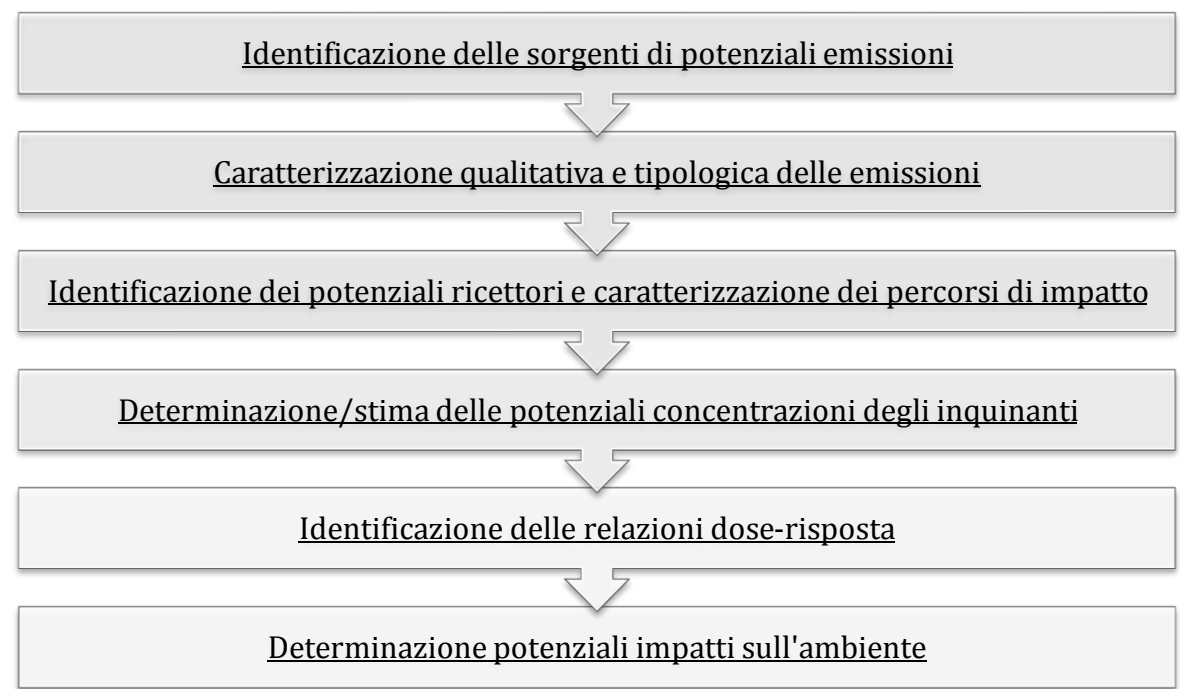 Identificazione delle sorgenti di potenziali emissioni
Caratterizzazione qualitativa e tipologica delle emissioni
Identificazione dei potenziali ricettori e caratterizzazione dei percorsi di impatto
Determinazione/stima delle potenziali concentrazioni degli inquinanti
Identificazione delle relazioni dose-risposta
Determinazione potenziali impatti sull'ambiente